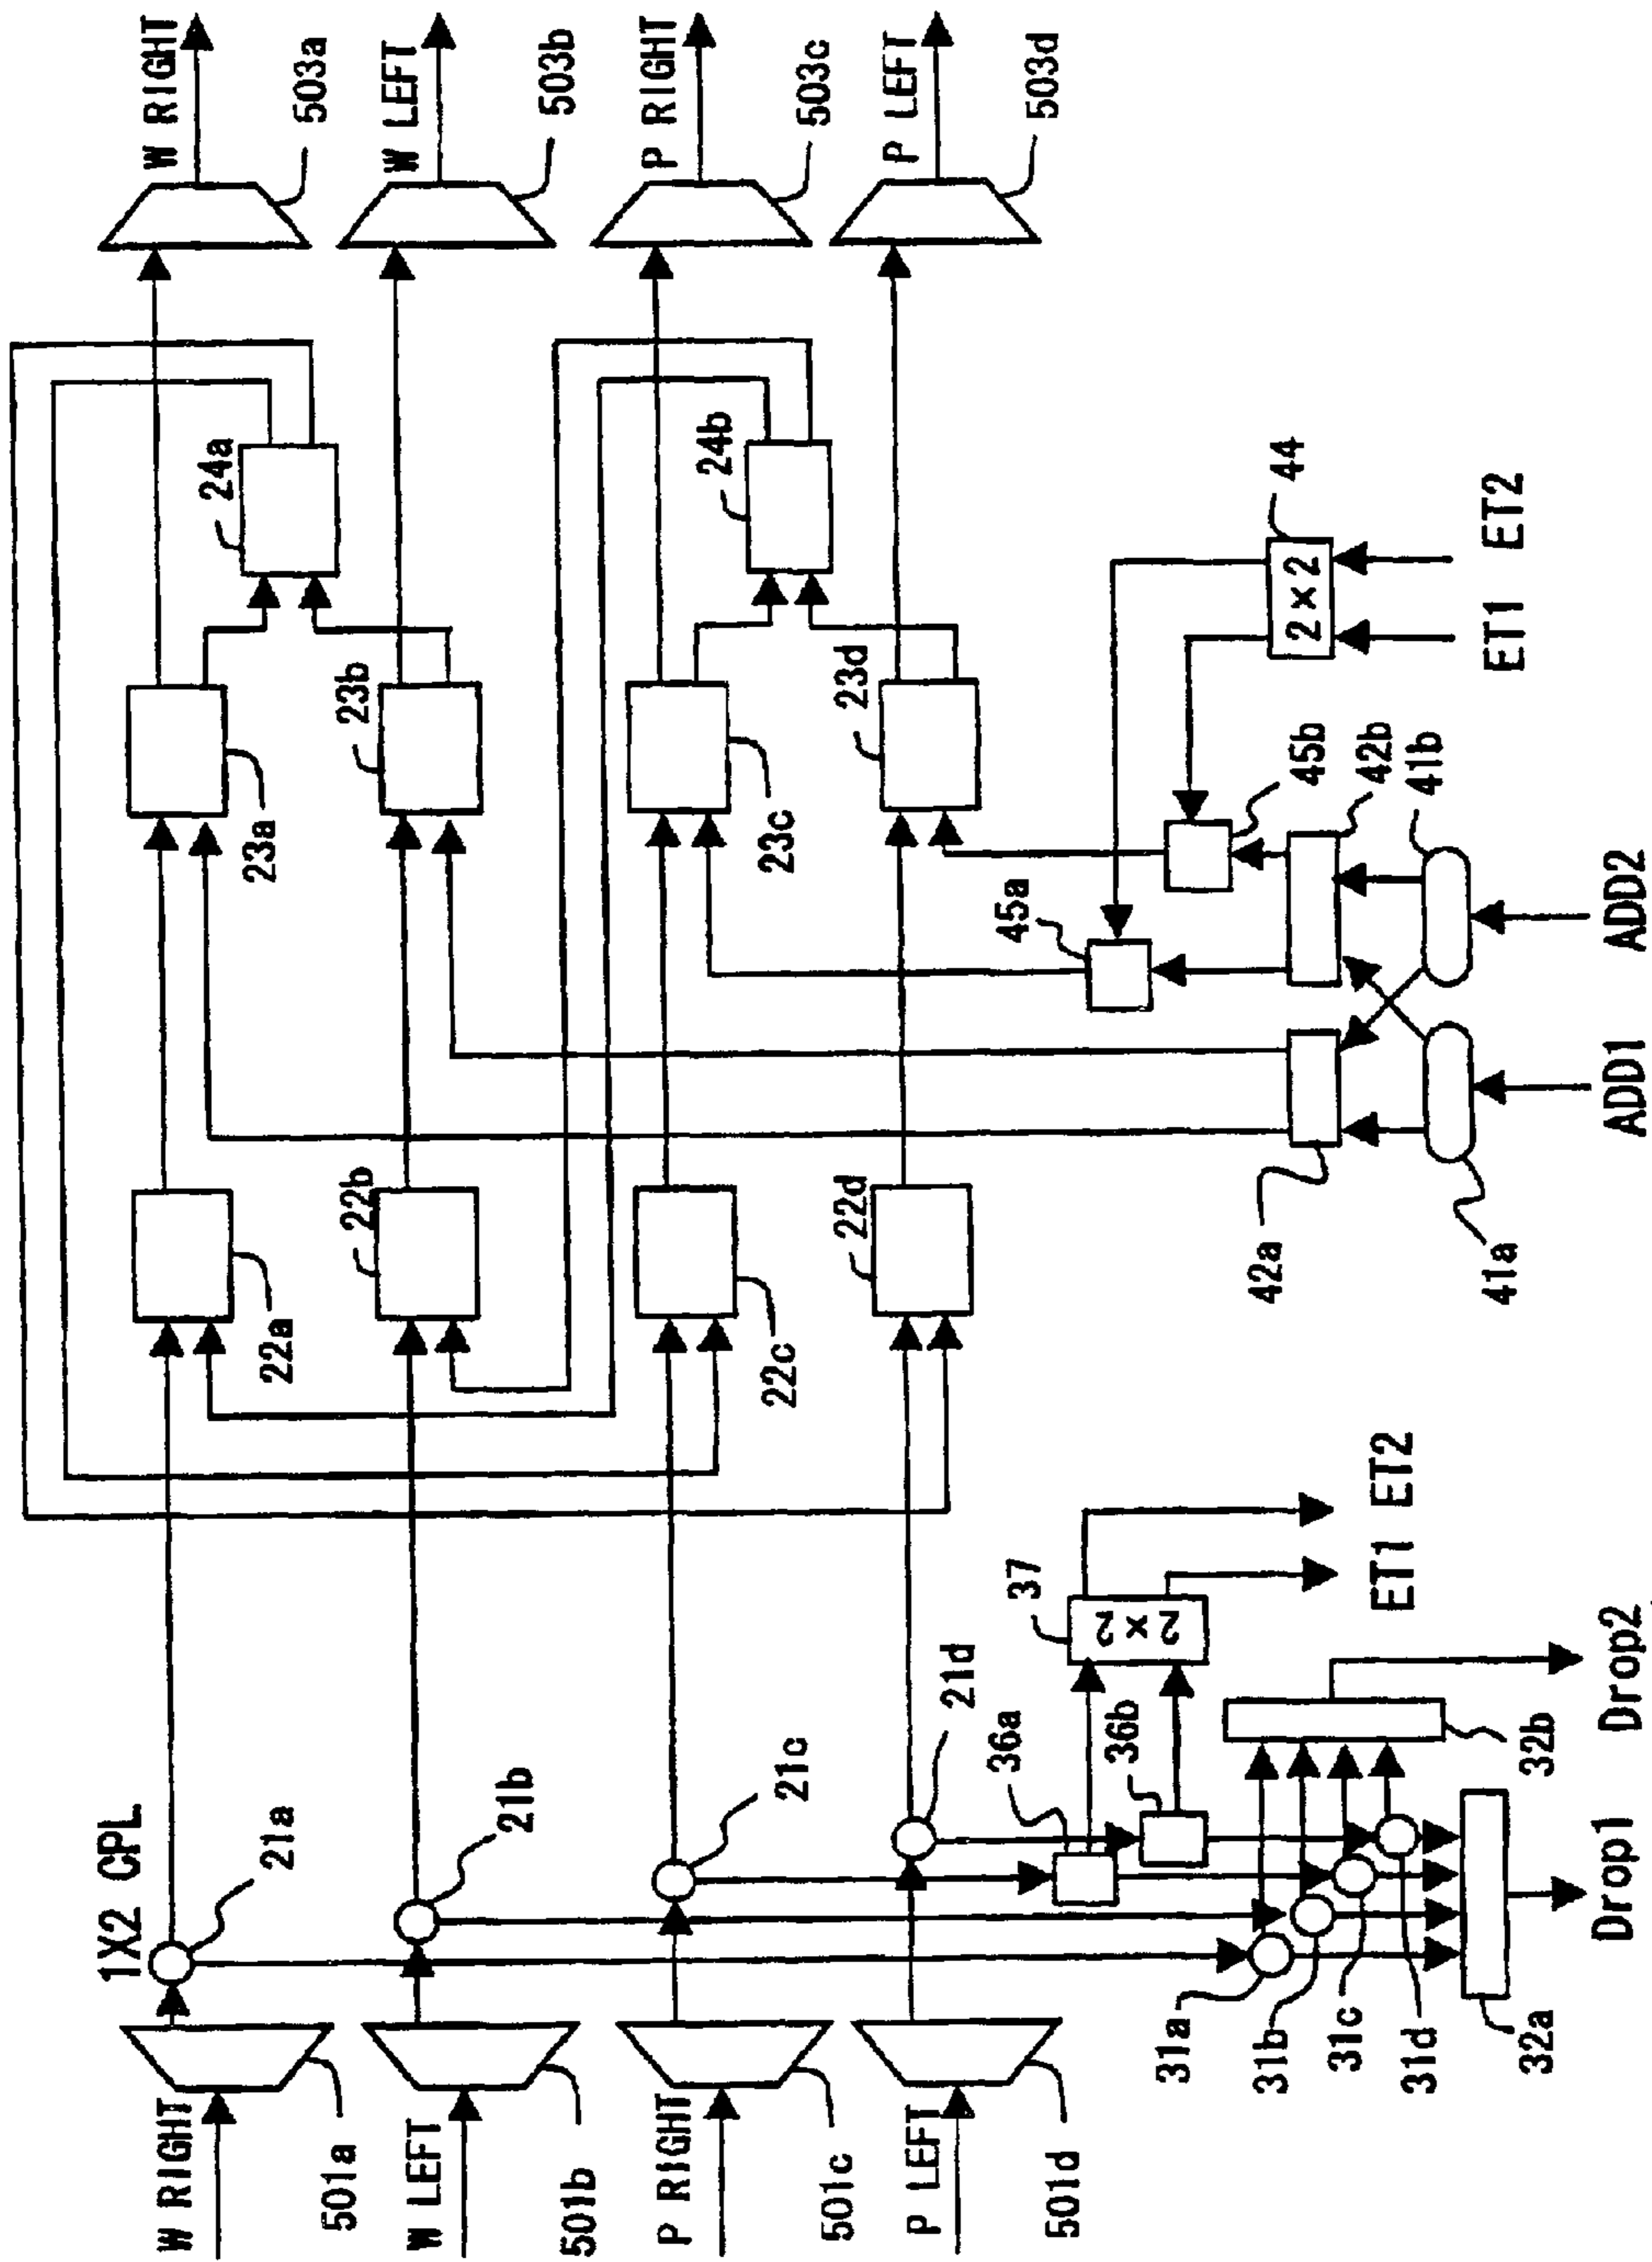 W RIGHT
503a
W LEFT
503b
P RIGHT
503c
P LEFT
503d
24a
24b
23a
23b
23c
23d
44
2×2
ET1 ET2
45a
45b
42b
41b
ADD2
ADD1
42a
41a
22a
22b
22c
22d
1X2 CPL
21a
21b
21c
21d
36a
36b
37
2×2
ET1 ET2
Drop2
32b
Drop1
31a
31b
31c
31d
32a
W RIGHT
501a
W LEFT
501b
P RIGHT
501c
P LEFT
501d